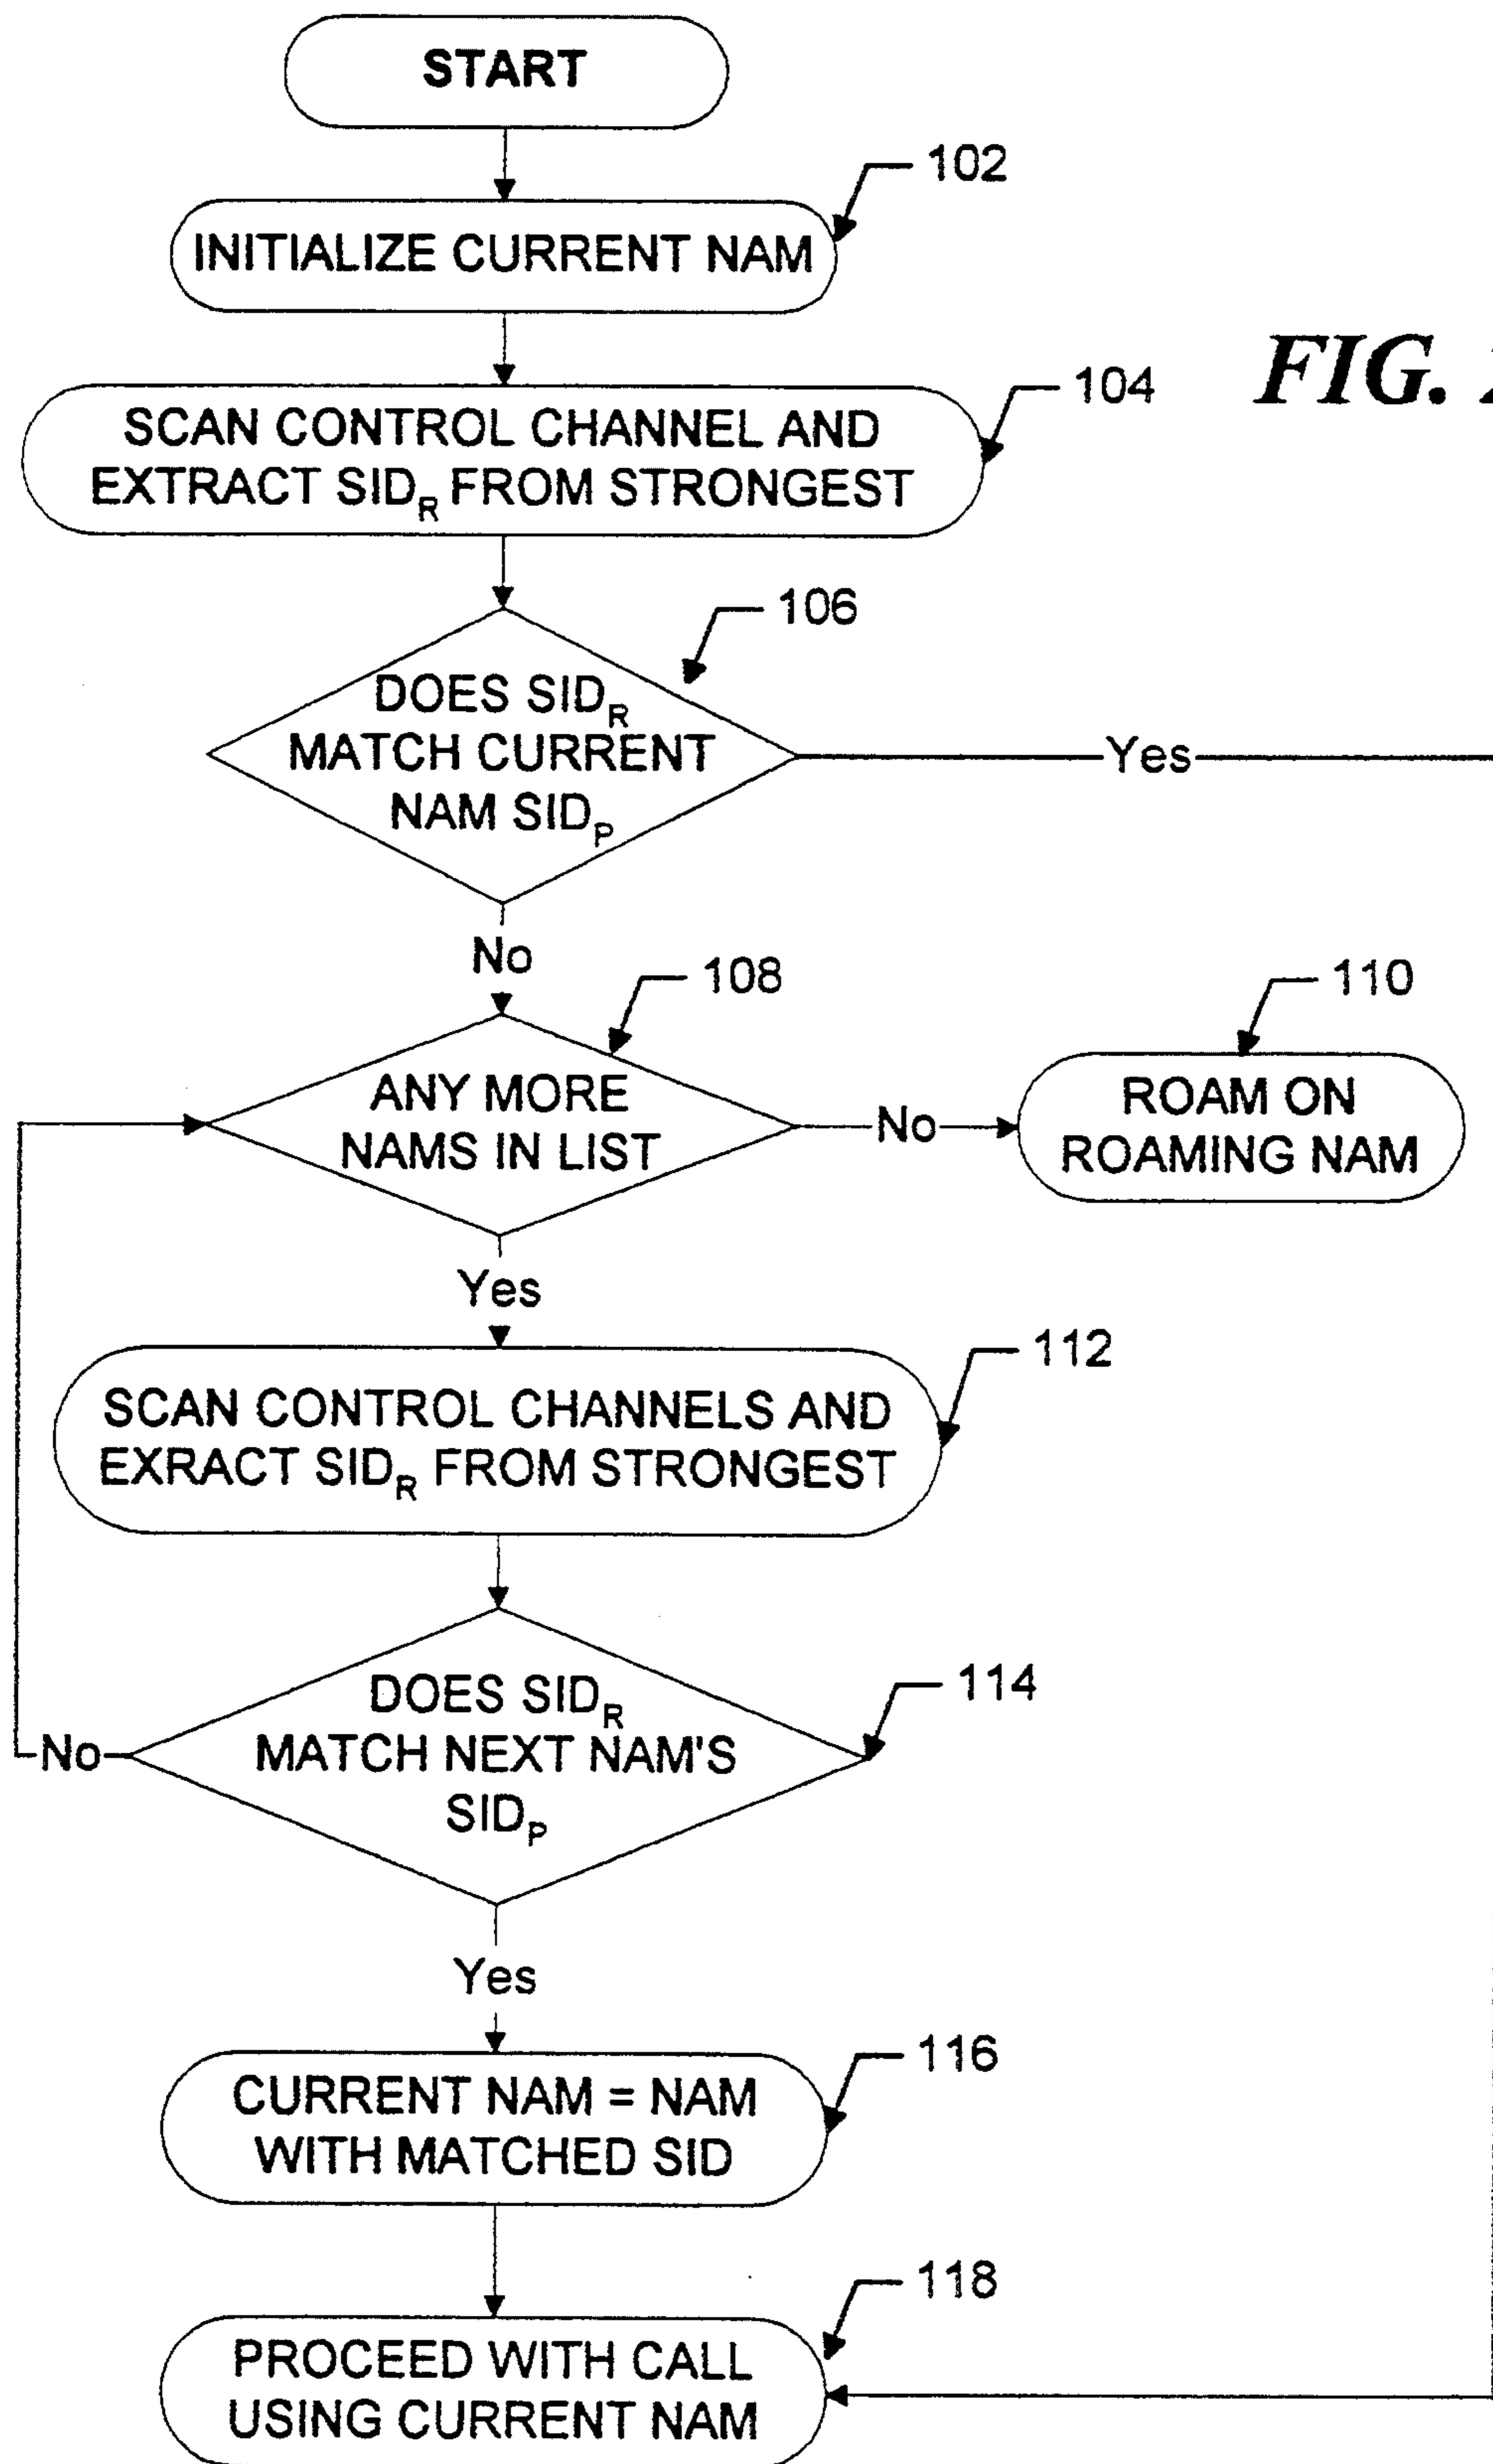 START
102
INITIALIZE CURRENT NAM
FIG.
104
SCAN CONTROL CHANNEL AND
EXTRACT SIDR FROM STRONGEST
106
DOES SIDR
MATCH CURRENT
NAM SIDP
Yes
No
108
110
ANY MORE
NAMS IN LIST
No
ROAM ON
ROAMING NAM
Yes
112
SCAN CONTROL CHANNELS AND
EXRACT SIDR FROM STRONGEST
114
DOES SIDR
MATCH NEXT NAM'S
SIDP
No
Yes
116
CURRENT NAM = NAM
WITH MATCHED SID
118
PROCEED WITH CALL
USING CURRENT NAM